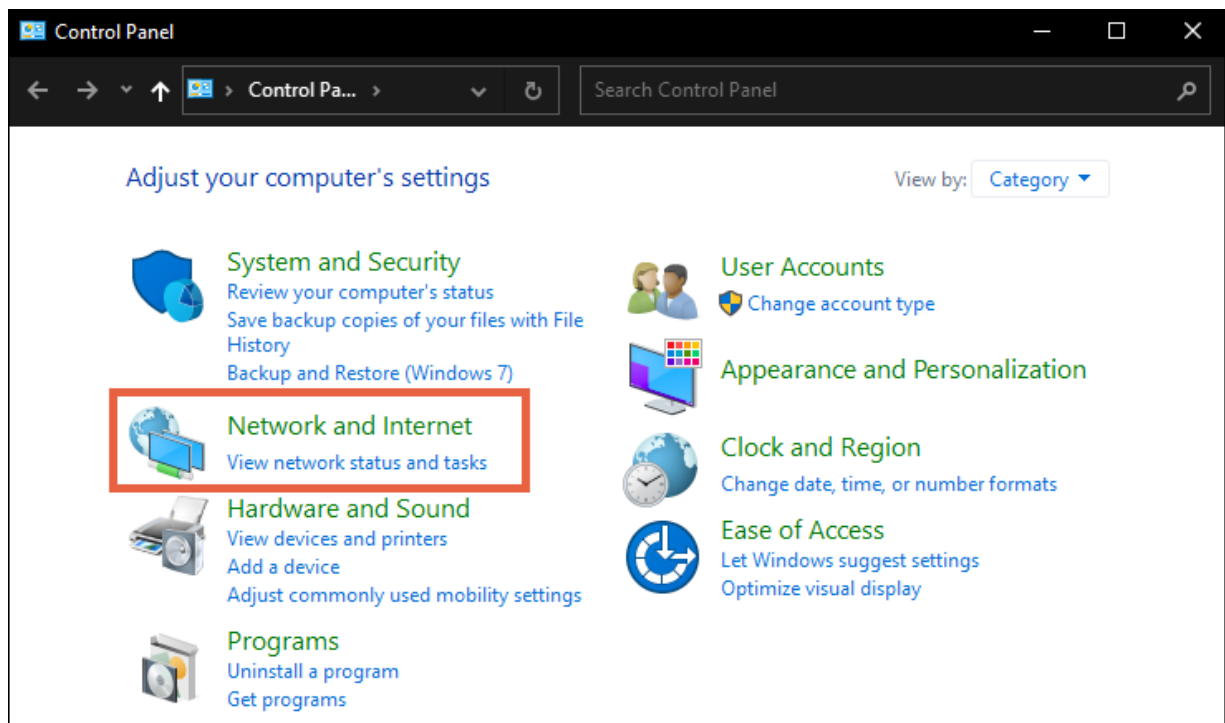 Control Panel
Control Pa...
Search Control Panel
Adjust your computer's settings
View by: Category
System and Security
Review your computer's status
Save backup copies of your files with File
History
Backup and Restore (Windows 7)
Network and Internet
View network status and tasks
Hardware and Sound
View devices and printers
Add a device
Adjust commonly used mobility settings
Programs
Uninstall a program
Get programs
User Accounts
Change account type
Appearance and Personalization
Clock and Region
Change date, time, or number formats
Ease of Access
Let Windows suggest settings
Optimize visual display